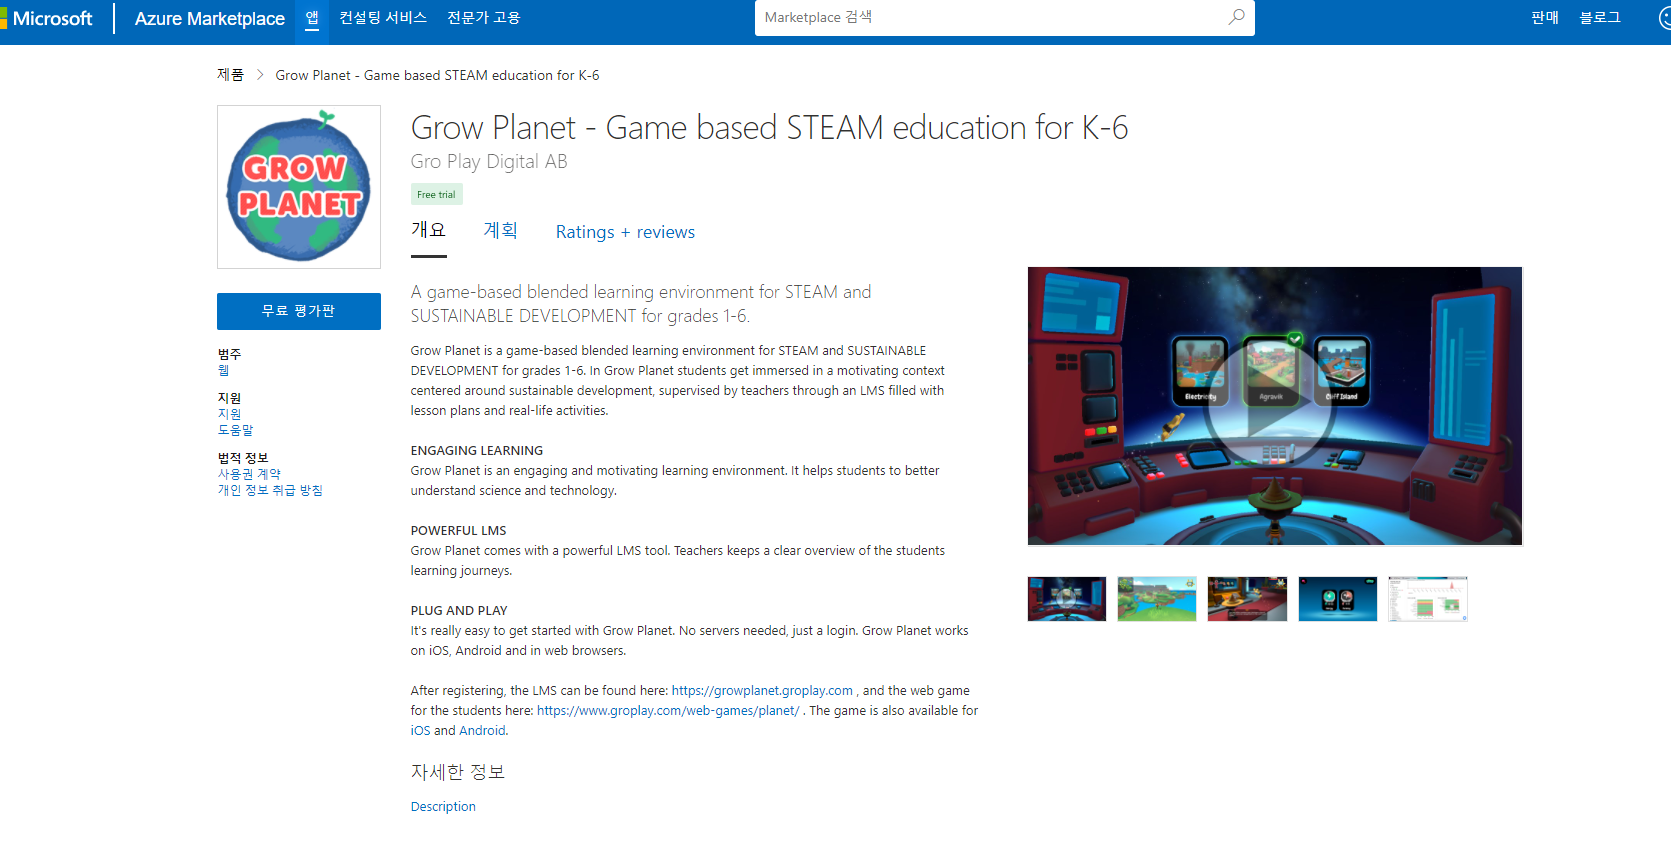 Microsoft
Azure Marketplace
앱
컨설팅 서비스
전문가 고용
Marketplace 검색
판매
블로그
제품
Grow Planet - Game based STEAM education for K-6
GROW
PLANET
Grow Planet - Game based STEAM education for K-6
Gro Play Digital AB
Free trial
개요
계획
Ratings + reviews
무료 평가판
범주
웹
지원
지원
도움말
법적 정보
사용권 계약
개인 정보 취급 방침
A game-based blended learning environment for STEAM and
SUSTAINABLE DEVELOPMENT for grades 1-6.
Grow Planet is a game-based blended learning environment for STEAM and SUSTAINABLE
DEVELOPMENT for grades 1-6. In Grow Planet students get immersed in a motivating context
centered around sustainable development, supervised by teachers through an LMS filled with
lesson plans and real-life activities.
ENGAGING LEARNING
Grow Planet is an engaging and motivating learning environment. It helps students to better
understand science and technology.
POWERFUL LMS
Grow Planet comes with a powerful LMS tool. Teachers keeps a clear overview of the students
learning journeys.
PLUG AND PLAY
It's really easy to get started with Grow Planet. No servers needed, just a login. Grow Planet works
on iOS, Android and in web browsers.
After registering, the LMS can be found here: https://growplanet.groplay.com , and the web game
for the students here: https://www.groplay.com/web-games/planet/ . The game is also available for
iOS and Android.
자세한 정보
Description
Electricity
Agravik
Cliff Island